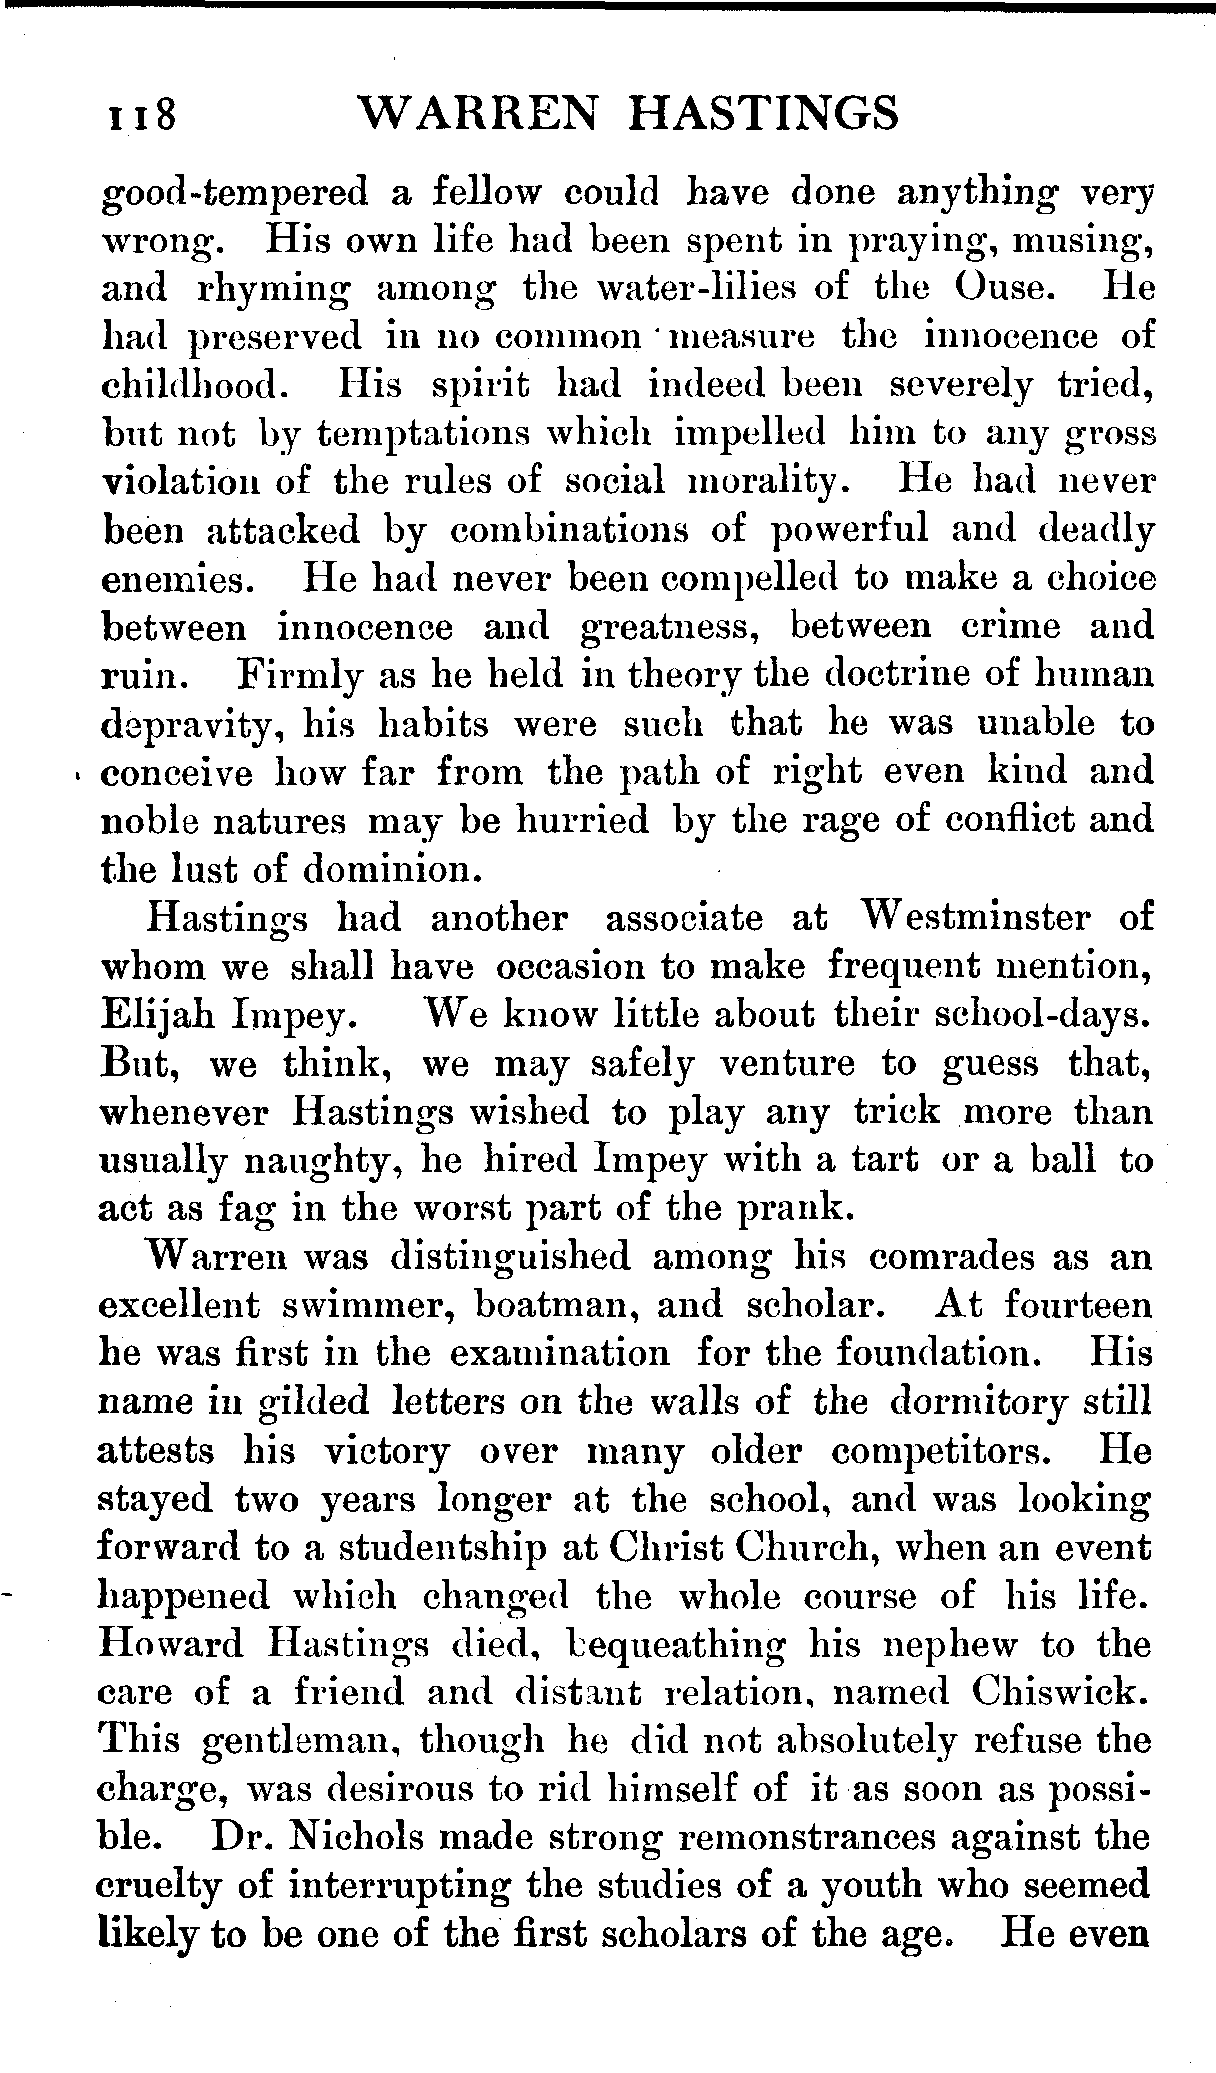 118 WARREN HASTINGS
good-tempered a fellow could have done anything very
wrong. His own life had been spent in praying, musing,
and rhyming among the water-lilies of the Ouse. He
had preserved in no common measure the innocence of
childhood. His spirit had indeed been severely tried,
but not by temptations which impelled him to any gross
violation of the rules of social morality. He had never
been attacked by combinations of powerful and deadly
enemies. He had never been compelled to make a choice
between innocence and greatness, between crime and
ruin. Firmly as he held in theory the doctrine of human
depravity, his habits were such that he was unable to
conceive how far from the path of right even kind and
noble natures may be hurried by the rage of conflict and
the lust of dominion.
Hastings had another associate at Westminster of
whom we shall have occasion to make frequent mention,
Elijah Impey. We know little about their school-days.
But, we think, we may safely venture to guess that,
whenever Hastings wished to play any trick more than
usually naughty, he hired Impey with a tart or a ball to
act as fag in the worst part of the prank.
Warren was distinguished among his comrades as an
excellent swimmer, boatman, and scholar. At fourteen
he was first in the examination for the foundation. His
name in gilded letters on the walls of the dormitory still
attests his victory over many older competitors. He
stayed two years longer at the school, and was looking
forward to a studentship at Christ Church, when an event
happened which changed the whole course of his life.
Howard Hastings died, bequeathing his nephew to the
care of a friend and distant relation, named Chiswick.
This gentleman, though he did not absolutely refuse the
charge, was desirous to rid himself of it as soon as possi-
ble. Dr. Nichols made strong remonstrances against the
cruelty of interrupting the studies of a youth who seemed
likely to be one of the first scholars of the age. He even